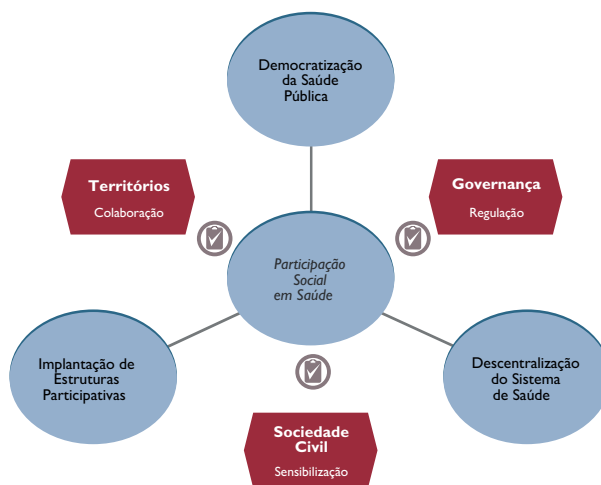 Democratização
da Saúde
Pública
Territórios
Colaboração
Governança
Regulação
Participação
Social
em Saúde
Implantação de
Estruturas
Participativas
Descentralização
do Sistema
de Saúde
Sociedade
Civil
Sensibilização